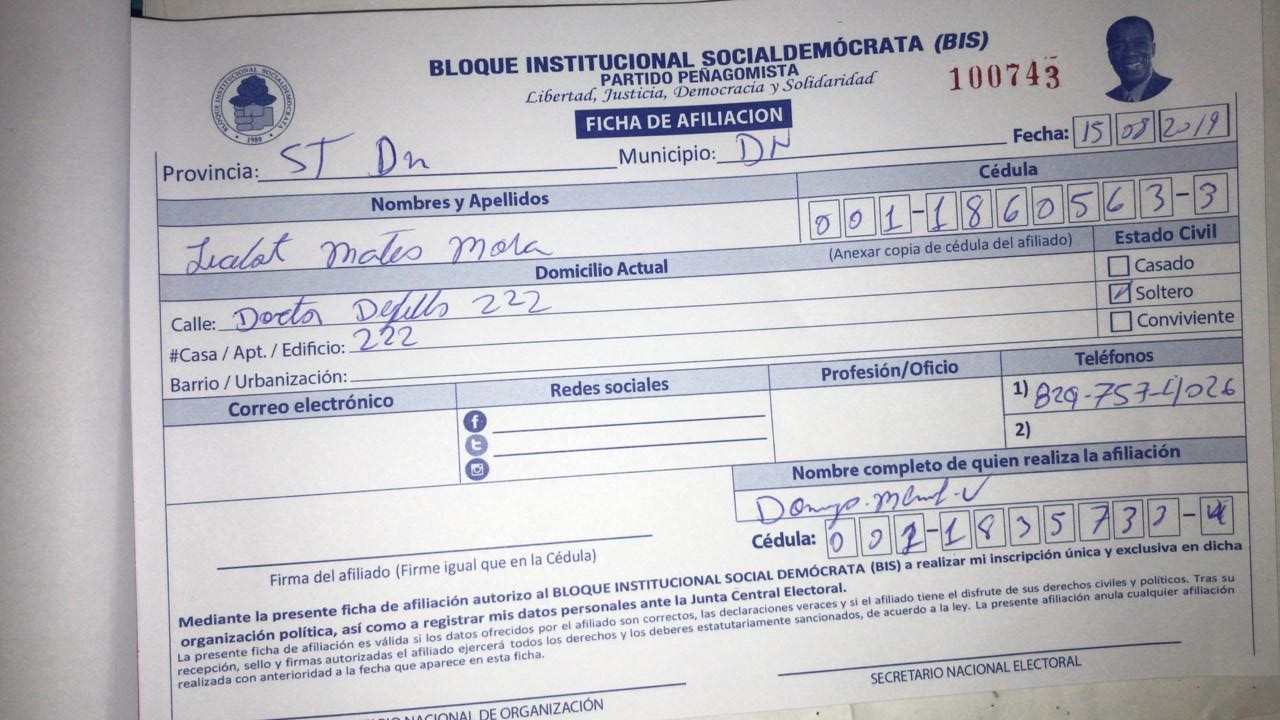 BLOQUE INSTITUCIONAL SOCIALDEMÓCRATA (BIS)
PARTIDO PEÑAGOMISTA
Libertad, Justicia, Democracia y Solidaridad
100743
BLOQUE INSTITUCIONAL SOCIALDEMOCRATA
1989
FICHA DE AFILIACION
Fecha: 15 08 2019
Provincia: ST Dn Municipio: DN
Nombres y Apellidos Cédula
Mates Mora 001-1860563-3
(Anexar copia de cédula del afiliado) Estado Civil
Domicilio Actual
Casado
Calle: Doctor Defillo 222
Soltero
#Casa / Apt. / Edificio: 222
Conviviente
Barrio / Urbanización:
Correo electrónico Redes sociales Profesión/Oficio Teléfonos
1) 829-757-4026
2)
Nombre completo de quien realiza la afiliación
Cédula: 001-1835732-4
Firma del afiliado (Firme igual que en la Cédula)
Mediante la presente ficha de afiliación autorizo al BLOQUE INSTITUCIONAL SOCIAL DEMÓCRATA (BIS) a realizar mi inscripción única y exclusiva en dicha
organización política, así como a registrar mis datos personales ante la Junta Central Electoral.
La presente ficha de afiliación es válida si los datos ofrecidos por el afiliado son correctos, las declaraciones veraces y si el afiliado tiene el disfrute de sus derechos civiles y políticos. Tras su
recepción, sello y firmas autorizadas el afiliado ejercerá todos los derechos y los deberes estatutariamente sancionados, de acuerdo a la ley. La presente afiliación anula cualquier afiliación
realizada con anterioridad a la fecha que aparece en esta ficha.
NACIONAL DE ORGANIZACIÓN SECRETARIO NACIONAL ELECTORAL